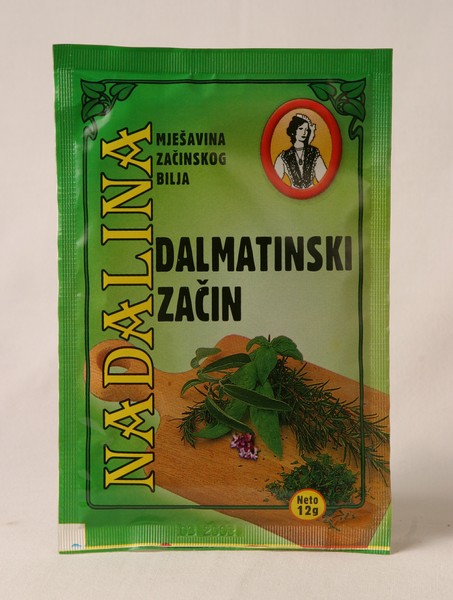 NADALINA
MJEŠAVINA
ZAČINSKOG
BILJA
DALMATINSKI
ZAČIN
Neto
12g